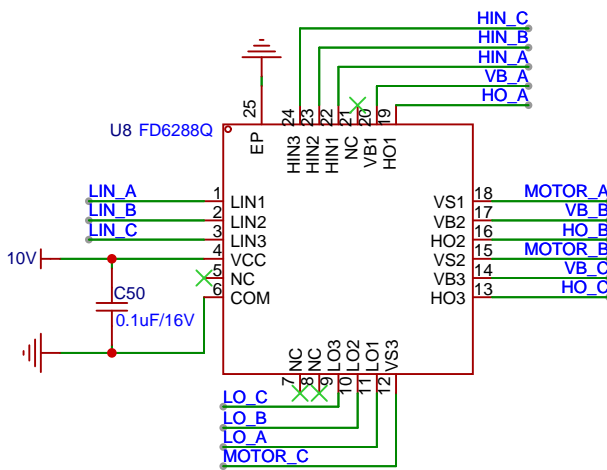 HIN_C
HIN_B
HIN_A
VB_A
HO_A
25
24
23
22
21
20
19
U8 FD6288Q
EP
HIN3
HIN2
HIN1
NC
VB1
HO1
LIN_A 1 LIN1
LIN_B 2 LIN2
LIN_C 3 LIN3
10V 4 VCC
5 NC
6 COM
C50
0.1uF/16V
VS1 18 MOTOR_A
VB2 17 VB_B
HO2 16 HO_B
VS2 15 MOTOR_B
VB3 14 VB_C
HO3 13 HO_C
NC
NC
LO3
LO2
LO1
VS3
7
8
9
10
11
12
LO_C
LO_B
LO_A
MOTOR_C